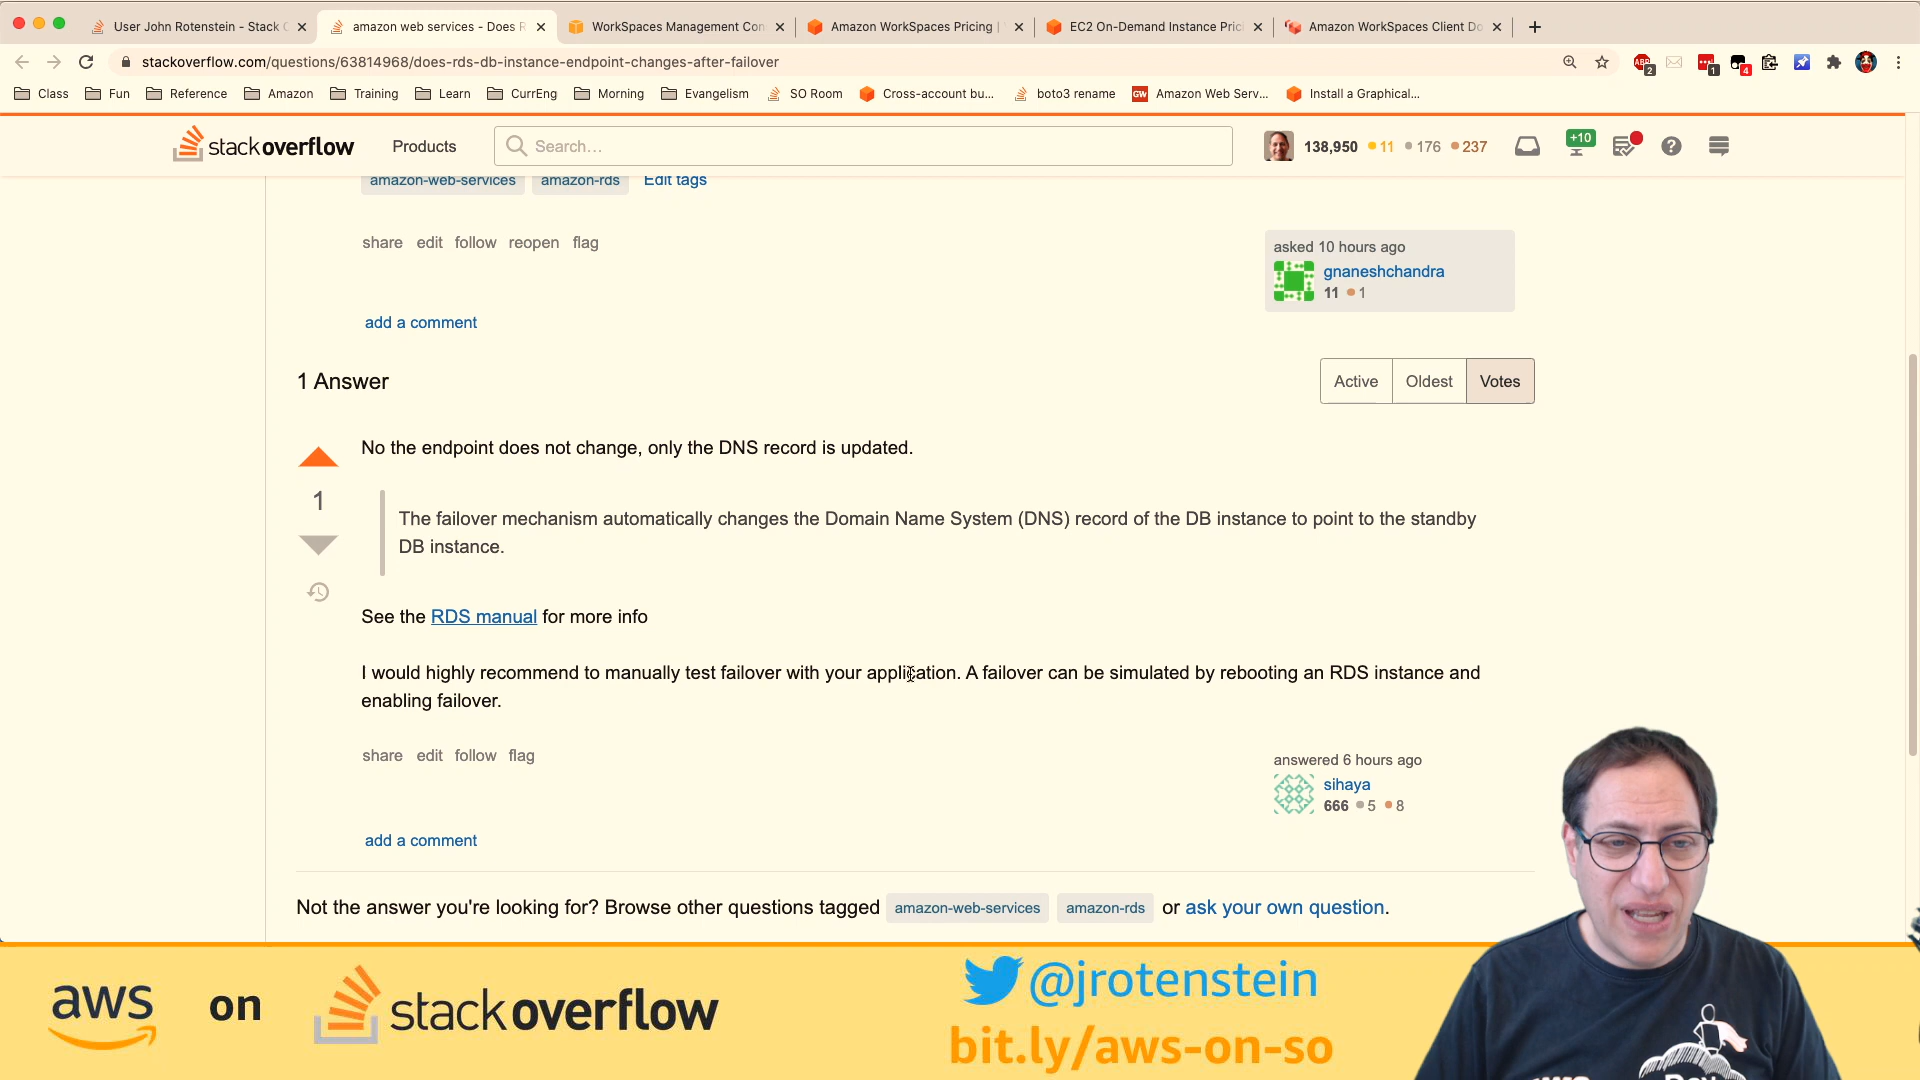 User John Rotenstein - Stack O
amazon web services - Does R
WorkSpaces Management Con
Amazon WorkSpaces Pricing |
EC2 On-Demand Instance Prici
Amazon WorkSpaces Client Do
stackoverflow.com/questions/63814968/does-rds-db-instance-endpoint-changes-after-failover
ABP 2 1 4
Class Fun Reference Amazon Training Learn CurrEng Morning Evangelism SO Room Cross-account bu... boto3 rename GW Amazon Web Serv... Install a Graphical...
stackoverflow Products Search... 138,950 11 176 237 +10
amazon-web-services amazon-rds Edit tags
share edit follow reopen flag
asked 10 hours ago
gnaneshchandra
11 1
add a comment
1 Answer
Active Oldest Votes
No the endpoint does not change, only the DNS record is updated.
1
The failover mechanism automatically changes the Domain Name System (DNS) record of the DB instance to point to the standby
DB instance.
See the RDS manual for more info
I would highly recommend to manually test failover with your application. A failover can be simulated by rebooting an RDS instance and
enabling failover.
share edit follow flag
answered 6 hours ago
sihaya
666 5 8
add a comment
Not the answer you're looking for? Browse other questions tagged amazon-web-services amazon-rds or ask your own question.
aws on stackoverflow
@jrotenstein
bit.ly/aws-on-so